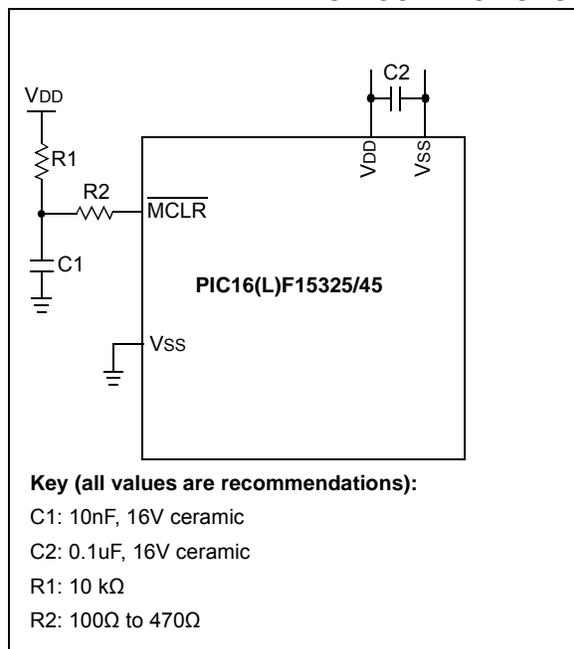 C2
VDD
VDD
VSS
R1
R2
MCLR
C1
PIC16(L)F15325/45
VSS
Key (all values are recommendations):
C1: 10nF, 16V ceramic
C2: 0.1uF, 16V ceramic
R1: 10 kΩ
R2: 100Ω to 470Ω